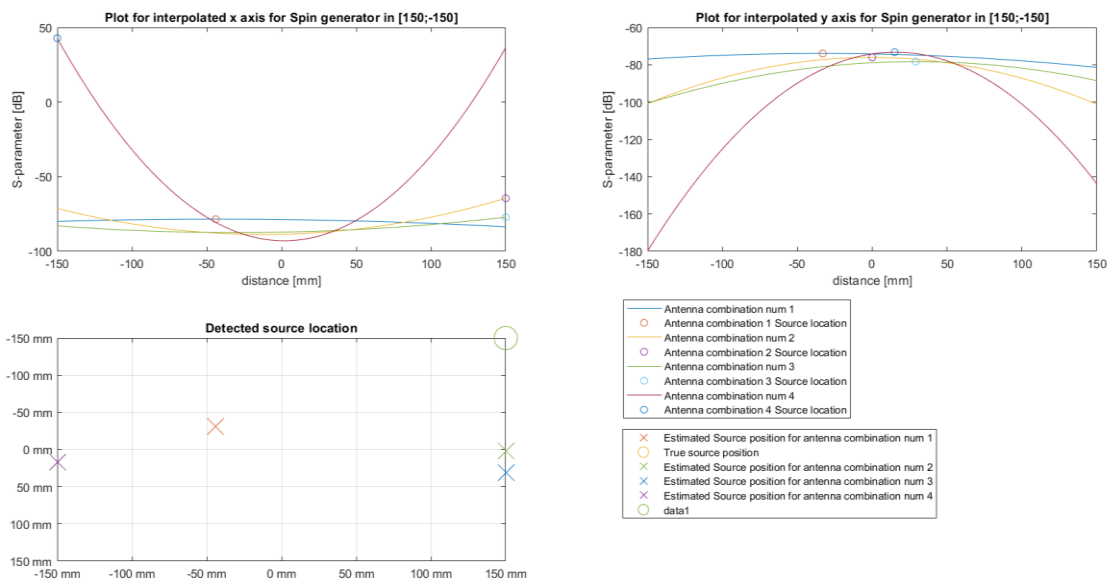 Plot for interpolated x axis for Spin generator in [150;-150]
50
0
-50
-100
S-parameter [dB]
-150 -100 -50 0 50 100 150
distance [mm]
Plot for interpolated y axis for Spin generator in [150;-150]
-60
-80
-100
-120
-140
-160
-180
S-parameter [dB]
-150 -100 -50 0 50 100 150
distance [mm]
Detected source location
-150 mm
-100 mm
-50 mm
0 mm
50 mm
100 mm
150 mm
-150 mm -100 mm -50 mm 0 mm 50 mm 100 mm 150 mm
Antenna combination num 1
Antenna combination 1 Source location
Antenna combination num 2
Antenna combination 2 Source location
Antenna combination num 3
Antenna combination 3 Source location
Antenna combination num 4
Antenna combination 4 Source location
Estimated Source position for antenna combination num 1
True source position
Estimated Source position for antenna combination num 2
Estimated Source position for antenna combination num 3
Estimated Source position for antenna combination num 4
data1